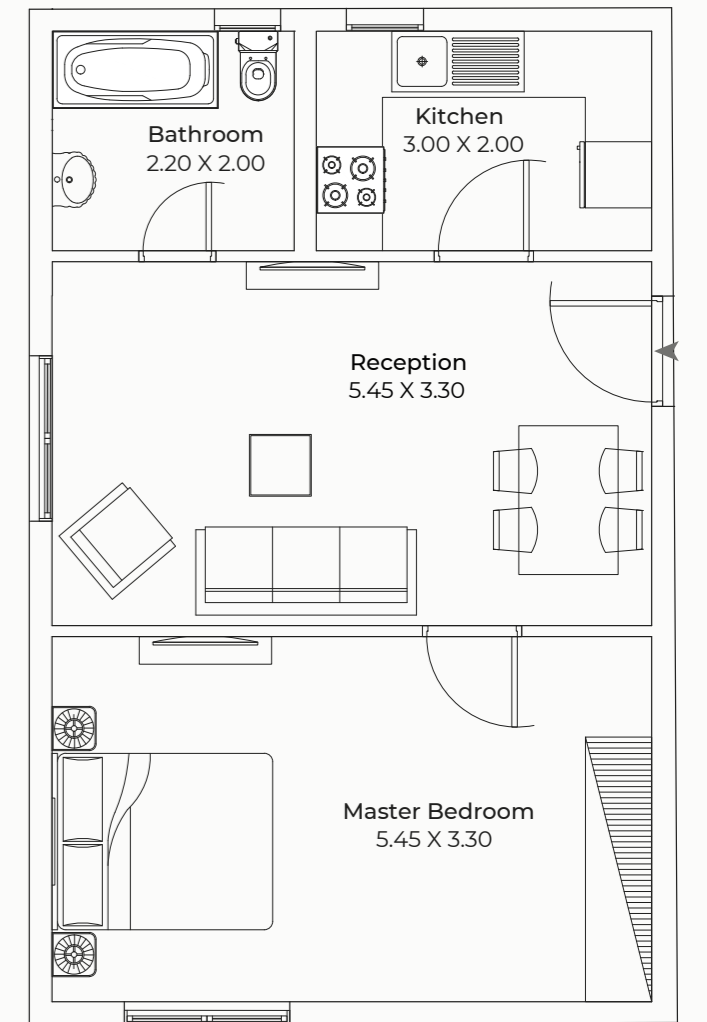 Kitchen
3.00 X 2.00
Bathroom
2.20 X 2.00
Reception
5.45 X 3.30
Master Bedroom
5.45 X 3.30